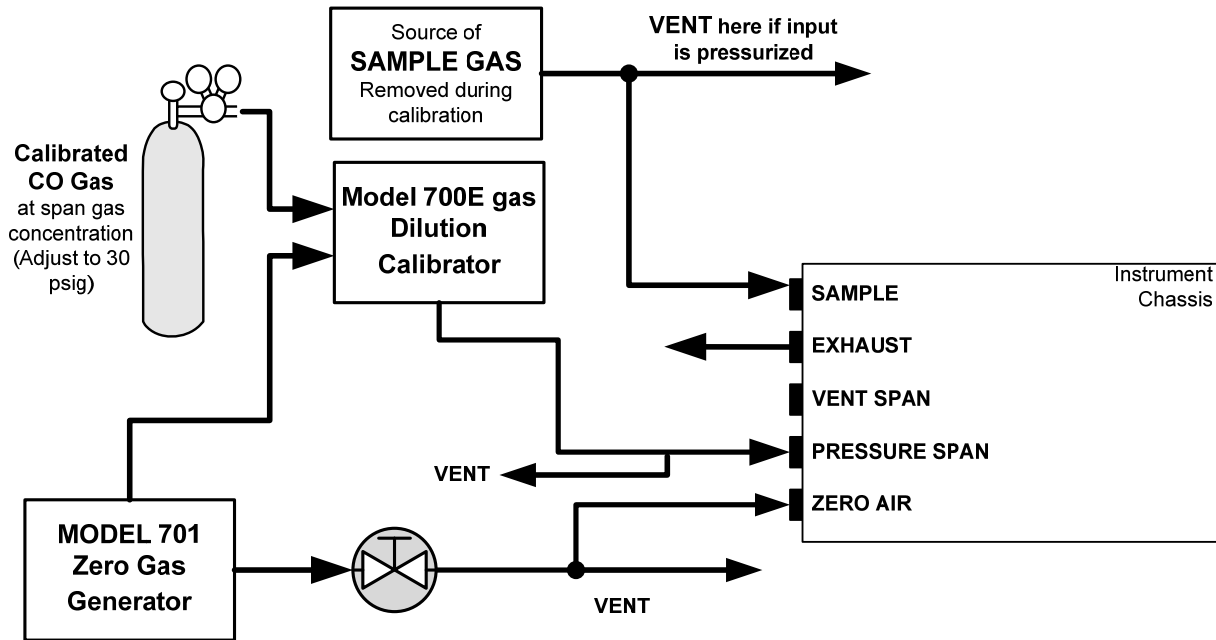 Source of
SAMPLE GAS
Removed during
calibration
VENT here if input
is pressurized
Calibrated
CO Gas
at span gas
concentration
(Adjust to 30
psig)
Model 700E gas
Dilution
Calibrator
Instrument
Chassis
SAMPLE
EXHAUST
VENT SPAN
PRESSURE SPAN
ZERO AIR
VENT
MODEL 701
Zero Gas
Generator
VENT